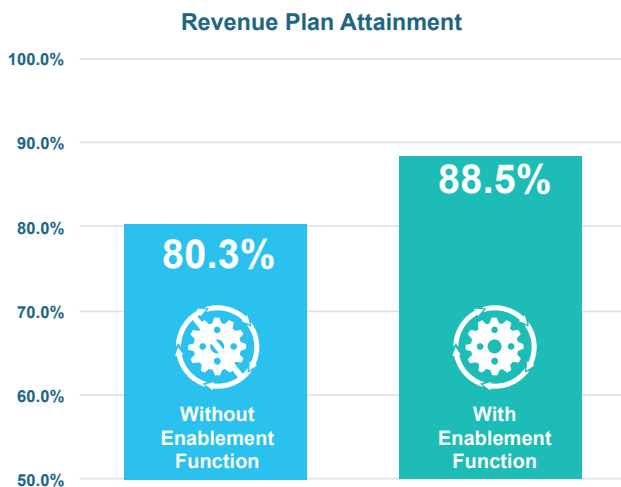 Revenue Plan Attainment
100.0%
90.0%
80.0%
70.0%
60.0%
50.0%
80.3%
Without
Enablement
Function
88.5%
With
Enablement
Function